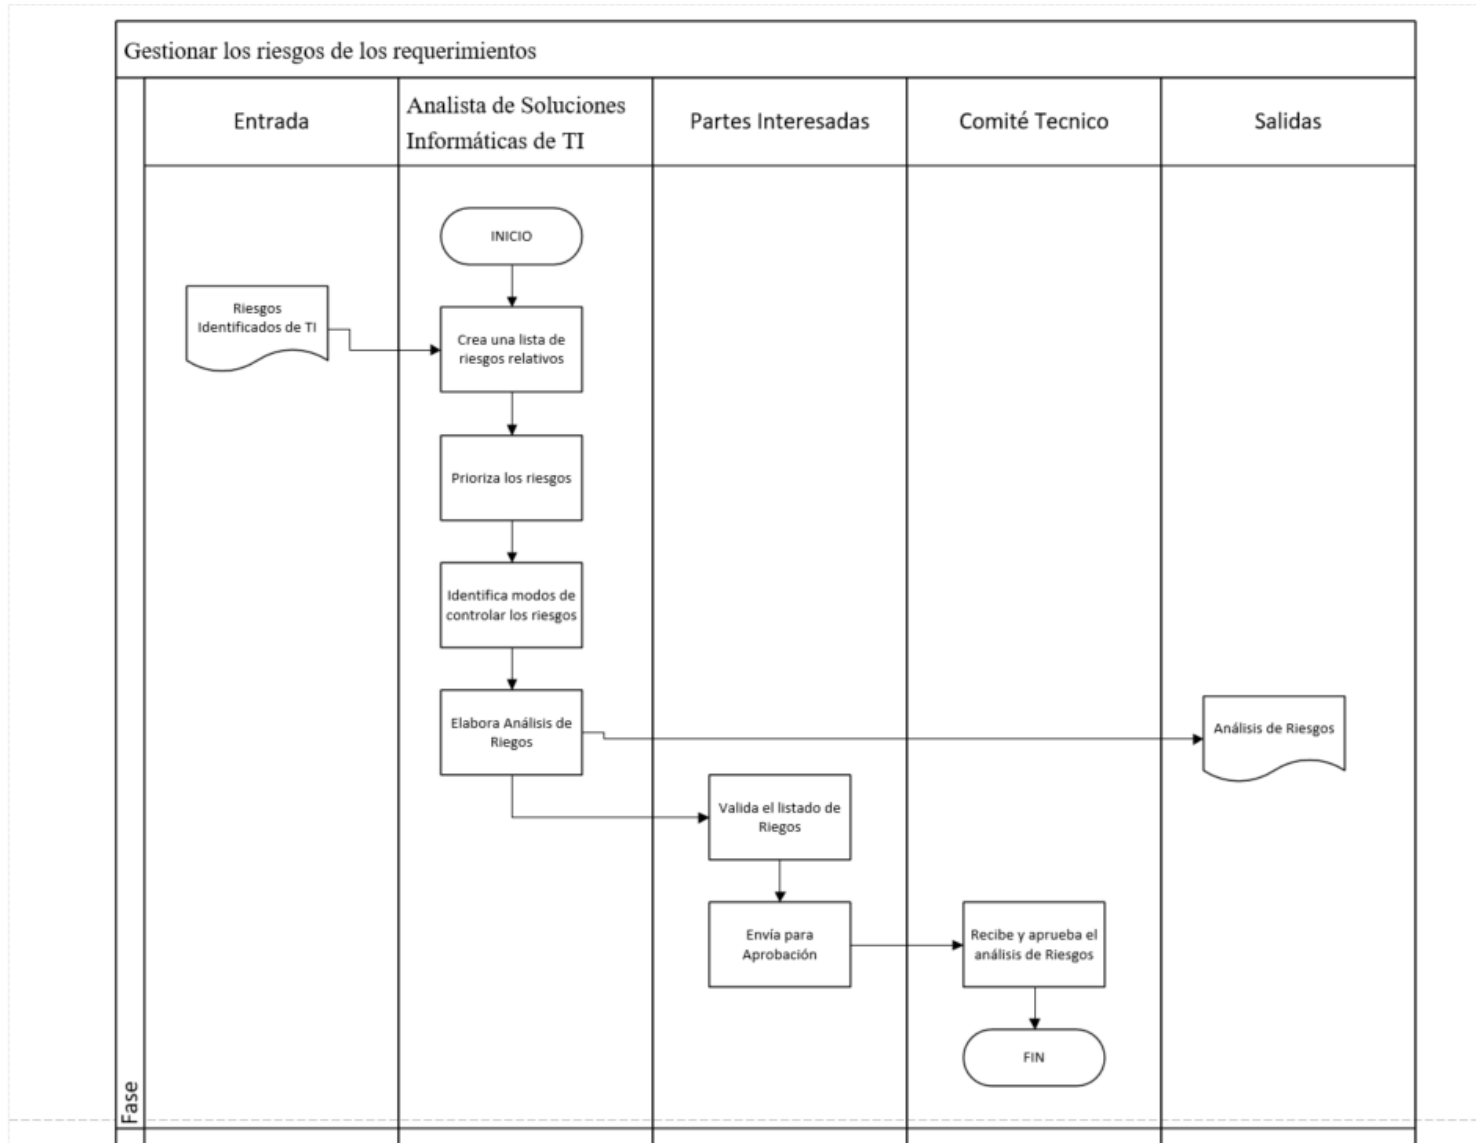 Gestionar los riesgos de los requerimientos
Entrada
Analista de Soluciones
Informáticas de TI
Partes Interesadas
Comité Tecnico
Salidas
INICIO
Riesgos
Identificados de TI
Crea una lista de
riesgos relativos
Prioriza los riesgos
Identifica modos de
controlar los riesgos
Elabora Análisis de
Riegos
Análisis de Riesgos
Valida el listado de
Riegos
Envía para
Aprobación
Recibe y aprueba el
análisis de Riesgos
FIN
Fase